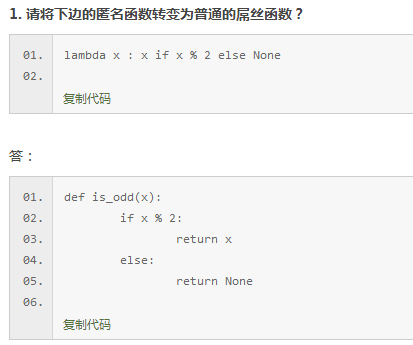 1. 请将下边的匿名函数转变为普通的屌丝函数？
01. lambda x : x if x % 2 else None
02.
复制代码
答：
01. def is_odd(x):
02.         if x % 2:
03.                 return x
04.         else:
05.                 return None
06.
复制代码